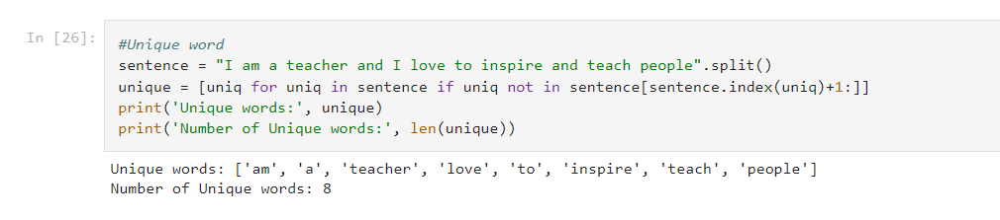 In [26]:
#Unique word
sentence = "I am a teacher and I love to inspire and teach people".split()
unique = [uniq for uniq in sentence if uniq not in sentence[sentence.index(uniq)+1:]]
print('Unique words:', unique)
print('Number of Unique words:', len(unique))
Unique words: ['am', 'a', 'teacher', 'love', 'to', 'inspire', 'teach', 'people']
Number of Unique words: 8